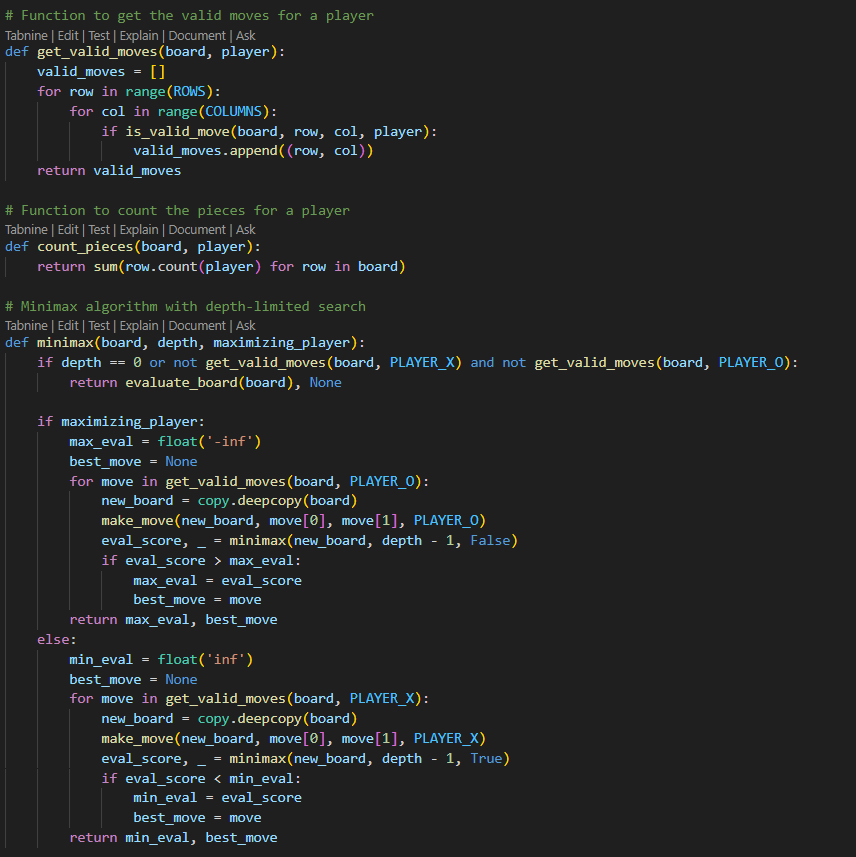 # Function to get the valid moves for a player
Tabnine | Edit | Test | Explain | Document | Ask
def get_valid_moves(board, player):
    valid_moves = []
    for row in range(ROWS):
        for col in range(COLUMNS):
            if is_valid_move(board, row, col, player):
                valid_moves.append((row, col))
    return valid_moves

# Function to count the pieces for a player
Tabnine | Edit | Test | Explain | Document | Ask
def count_pieces(board, player):
    return sum(row.count(player) for row in board)

# Minimax algorithm with depth-limited search
Tabnine | Edit | Test | Explain | Document | Ask
def minimax(board, depth, maximizing_player):
    if depth == 0 or not get_valid_moves(board, PLAYER_X) and not get_valid_moves(board, PLAYER_O):
        return evaluate_board(board), None

    if maximizing_player:
        max_eval = float('-inf')
        best_move = None
        for move in get_valid_moves(board, PLAYER_O):
            new_board = copy.deepcopy(board)
            make_move(new_board, move[0], move[1], PLAYER_O)
            eval_score, _ = minimax(new_board, depth - 1, False)
            if eval_score > max_eval:
                max_eval = eval_score
                best_move = move
        return max_eval, best_move
    else:
        min_eval = float('inf')
        best_move = None
        for move in get_valid_moves(board, PLAYER_X):
            new_board = copy.deepcopy(board)
            make_move(new_board, move[0], move[1], PLAYER_X)
            eval_score, _ = minimax(new_board, depth - 1, True)
            if eval_score < min_eval:
                min_eval = eval_score
                best_move = move
        return min_eval, best_move